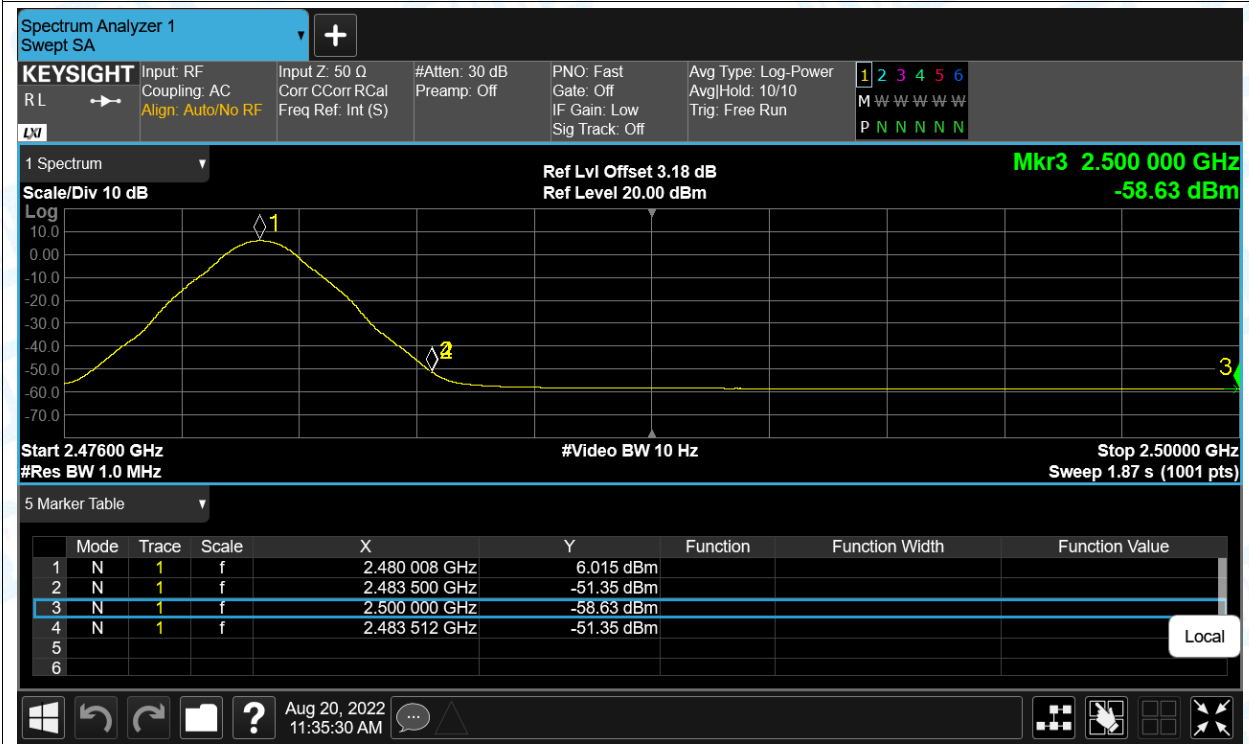 Spectrum Analyzer 1
Swept SA
KEYSIGHT
R L
LXI
Input: RF
Coupling: AC
Align: Auto/No RF
Input Z: 50 Ω
Corr CCorr RCal
Freq Ref: Int (S)
#Atten: 30 dB
Preamp: Off
PNO: Fast
Gate: Off
IF Gain: Low
Sig Track: Off
Avg Type: Log-Power
Avg|Hold: 10/10
Trig: Free Run
1 2 3 4 5 6
M W W W W W
P N N N N N
1 Spectrum
Scale/Div 10 dB
Ref Lvl Offset 3.18 dB
Ref Level 20.00 dBm
Mkr3 2.500 000 GHz
-58.63 dBm
Log
10.0
0.00
-10.0
-20.0
-30.0
-40.0
-50.0
-60.0
-70.0
1
3
Start 2.47600 GHz
#Video BW 10 Hz
Stop 2.50000 GHz
#Res BW 1.0 MHz
Sweep 1.87 s (1001 pts)
5 Marker Table
Mode Trace Scale X Y Function Function Width Function Value
1 N 1 f 2.480 008 GHz 6.015 dBm
2 N 1 f 2.483 500 GHz -51.35 dBm
3 N 1 f 2.500 000 GHz -58.63 dBm
4 N 1 f 2.483 512 GHz -51.35 dBm
5
6
Local
?
Aug 20, 2022
11:35:30 AM